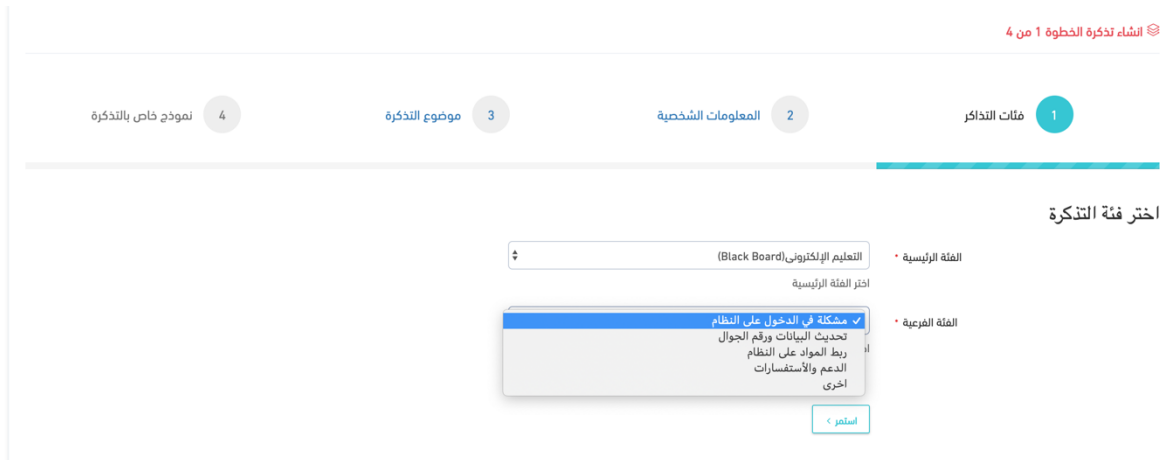 انشاء تذكرة الخطوة 1 من 4
1 فئات التذاكر
2 المعلومات الشخصية
3 موضوع التذكرة
4 نموذج خاص بالتذكرة
اختر فئة التذكرة
الفئة الرئيسية *
التعليم الإلكتروني(Black Board)
اختر الفئة الرئيسية
الفئة الفرعية *
✓ مشكلة في الدخول على النظام
تحديث البيانات ورقم الجوال
ربط المواد على النظام
الدعم والأستفسارات
اخرى
استمر >